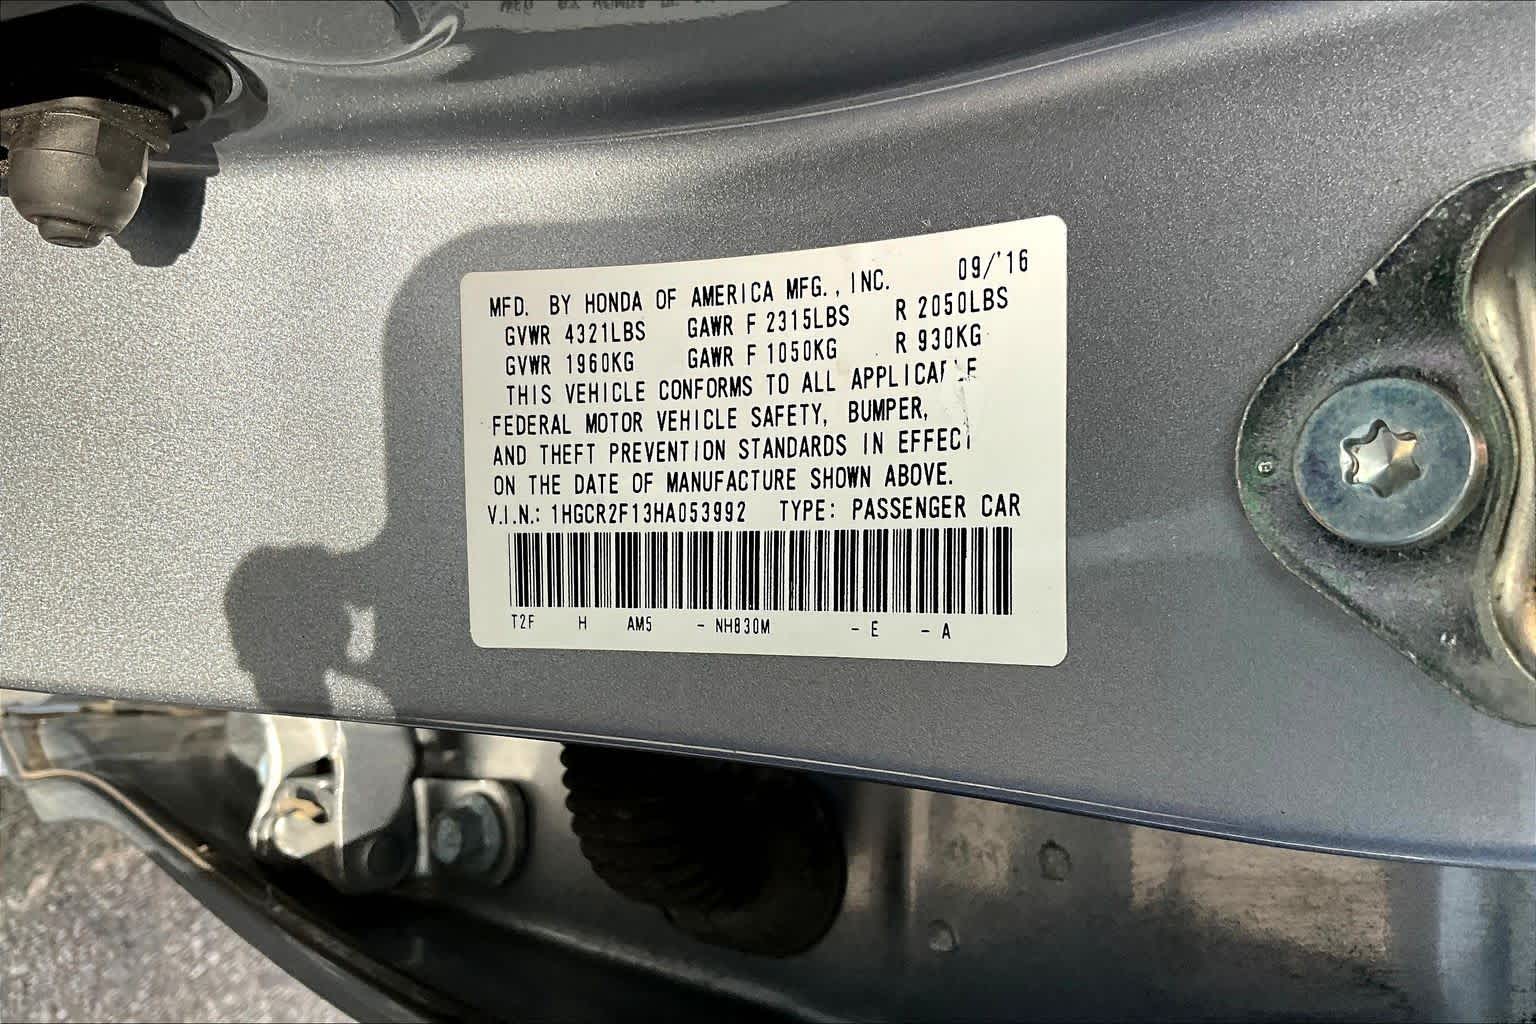 MFD. BY HONDA OF AMERICA MFG., INC. 09/'16
GVWR 4321LBS GAWR F 2315LBS R 2050LBS
GVWR 1960KG GAWR F 1050KG R 930KG
THIS VEHICLE CONFORMS TO ALL
FEDERAL MOTOR VEHICLE SAFETY, BUMPER,
AND THEFT PREVENTION STANDARDS IN EFFECT
ON THE DATE OF MANUFACTURE SHOWN ABOVE.
V.I.N.: 1HGCR2F13HA053992 TYPE: PASSENGER CAR
T2F H AM5 - NH830M - E - A